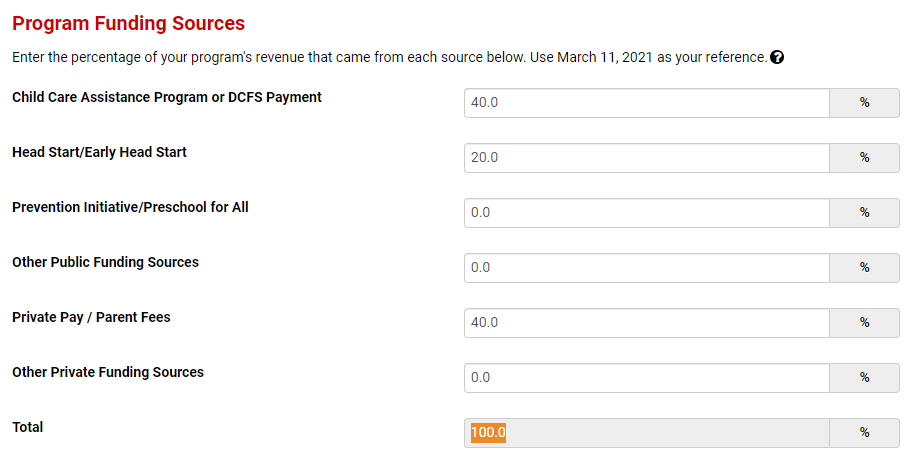 Program Funding Sources
Enter the percentage of your program's revenue that came from each source below. Use March 11, 2021 as your reference. ?
Child Care Assistance Program or DCFS Payment 40.0 %
Head Start/Early Head Start 20.0 %
Prevention Initiative/Preschool for All 0.0 %
Other Public Funding Sources 0.0 %
Private Pay / Parent Fees 40.0 %
Other Private Funding Sources 0.0 %
Total 100.0 %